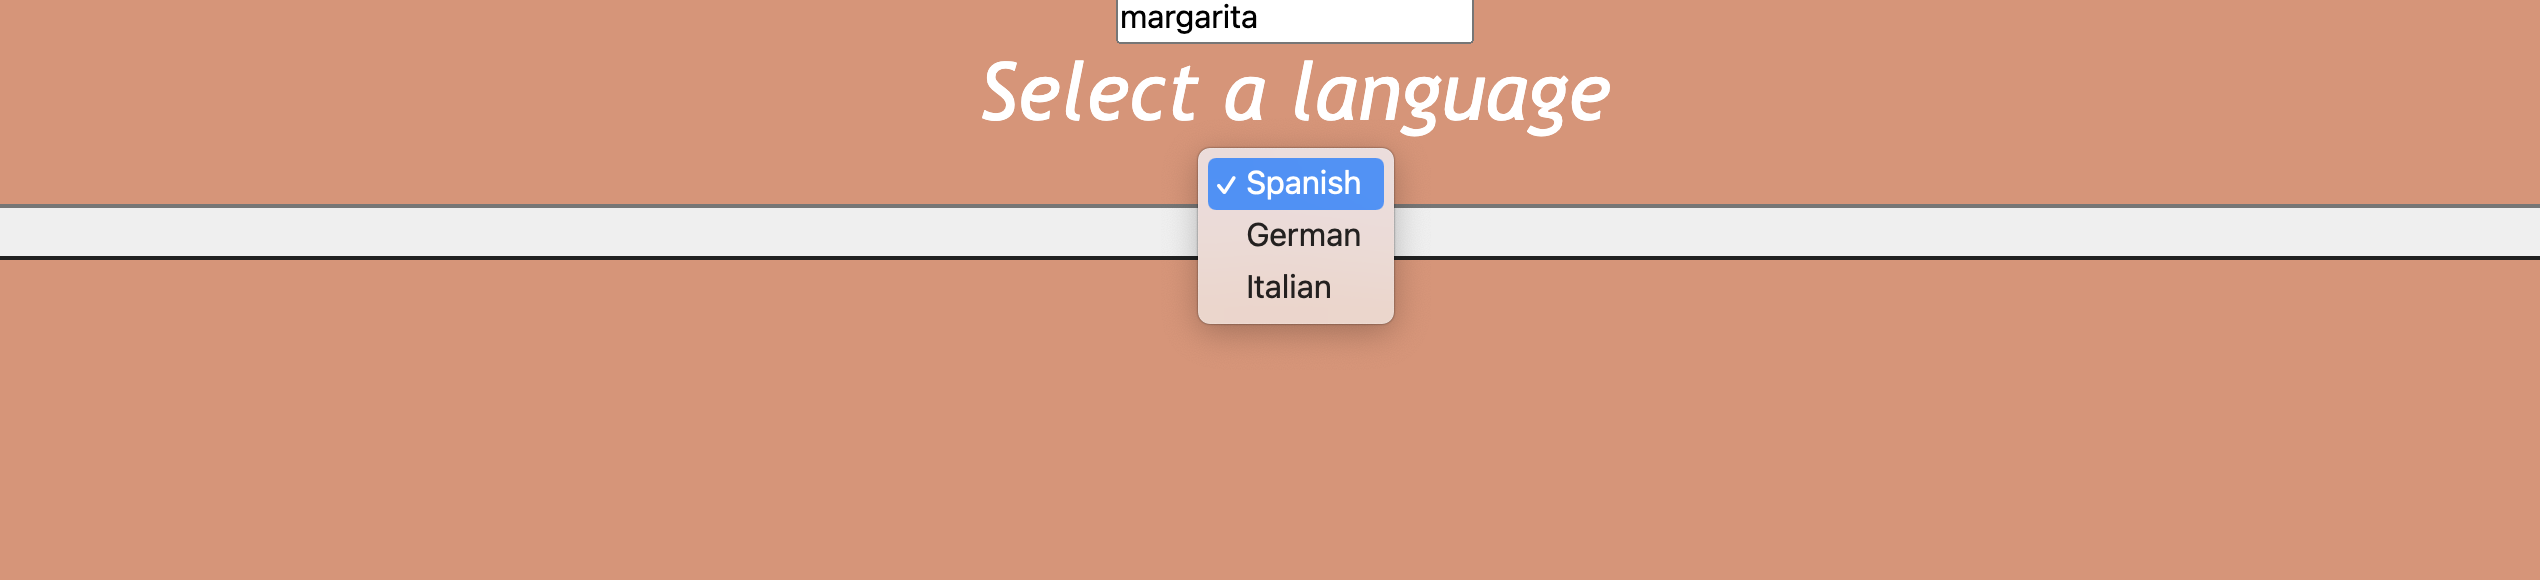 margarita
Select a language
✓ Spanish
German
Italian